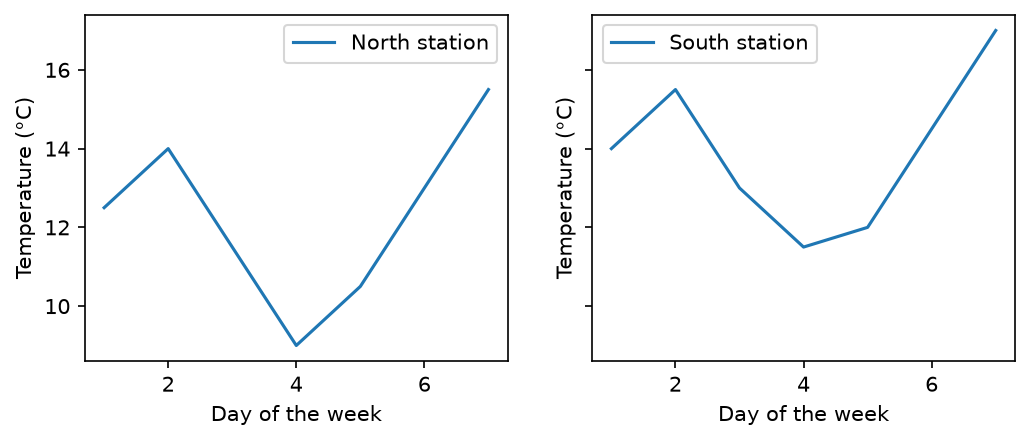 North station
16
14
12
10
Temperature (°C)
2 4 6
Day of the week
South station
Temperature (°C)
2 4 6
Day of the week